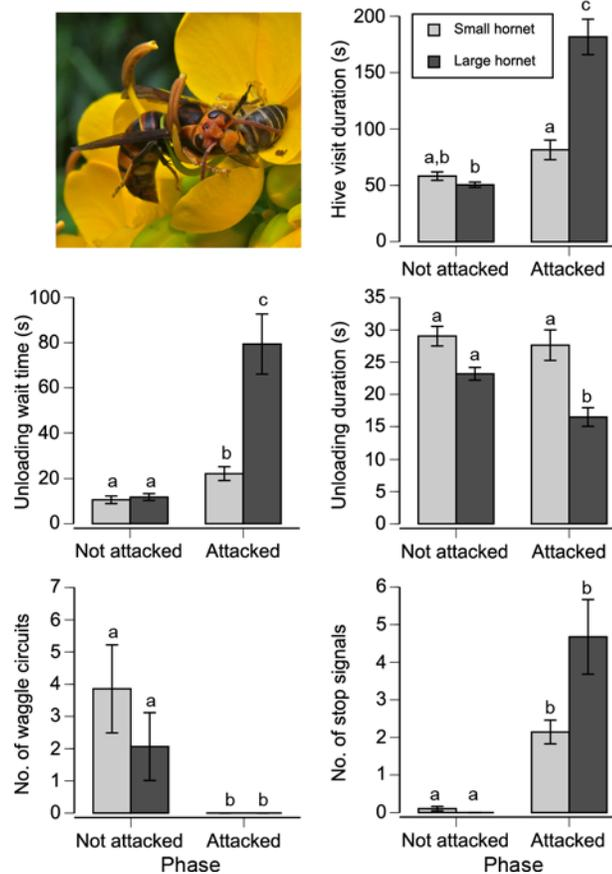 Hive visit duration (s)
200
150
100
50
0
Small hornet
Large hornet
a,b
b
a
c
Not attacked
Attacked
Unloading wait time (s)
100
80
60
40
20
0
a
a
b
c
Not attacked
Attacked
Unloading duration (s)
35
30
25
20
15
10
5
0
a
a
a
b
Not attacked
Attacked
No. of waggle circuits
7
6
5
4
3
2
1
0
a
a
b
b
Not attacked
Attacked
Phase
No. of stop signals
6
5
4
3
2
1
0
a
a
b
b
Not attacked
Attacked
Phase